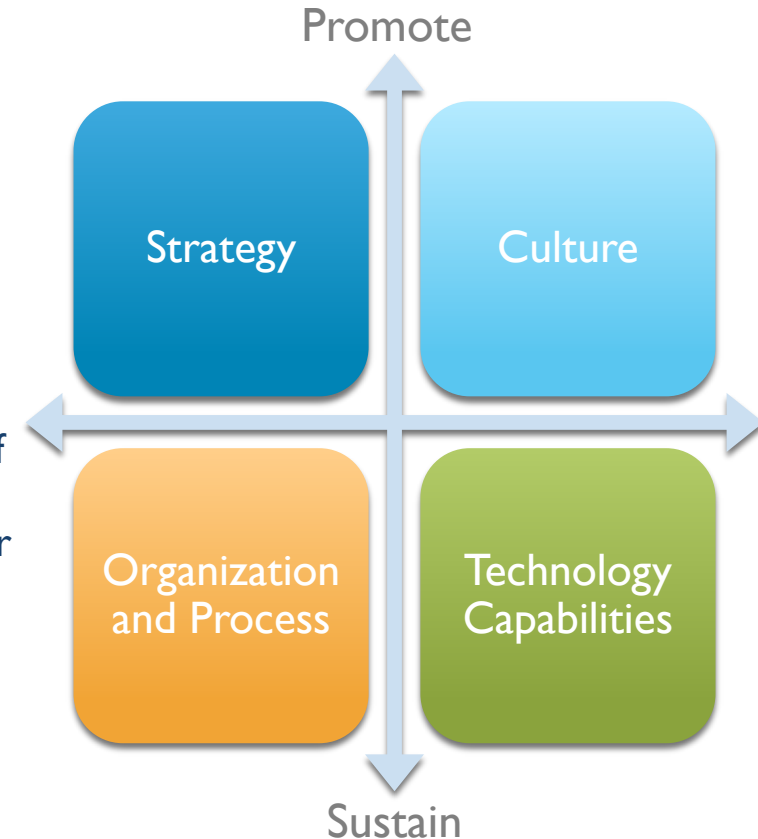 Promote
Strategy
Culture
f
r
Organization
and Process
Technology
Capabilities
Sustain